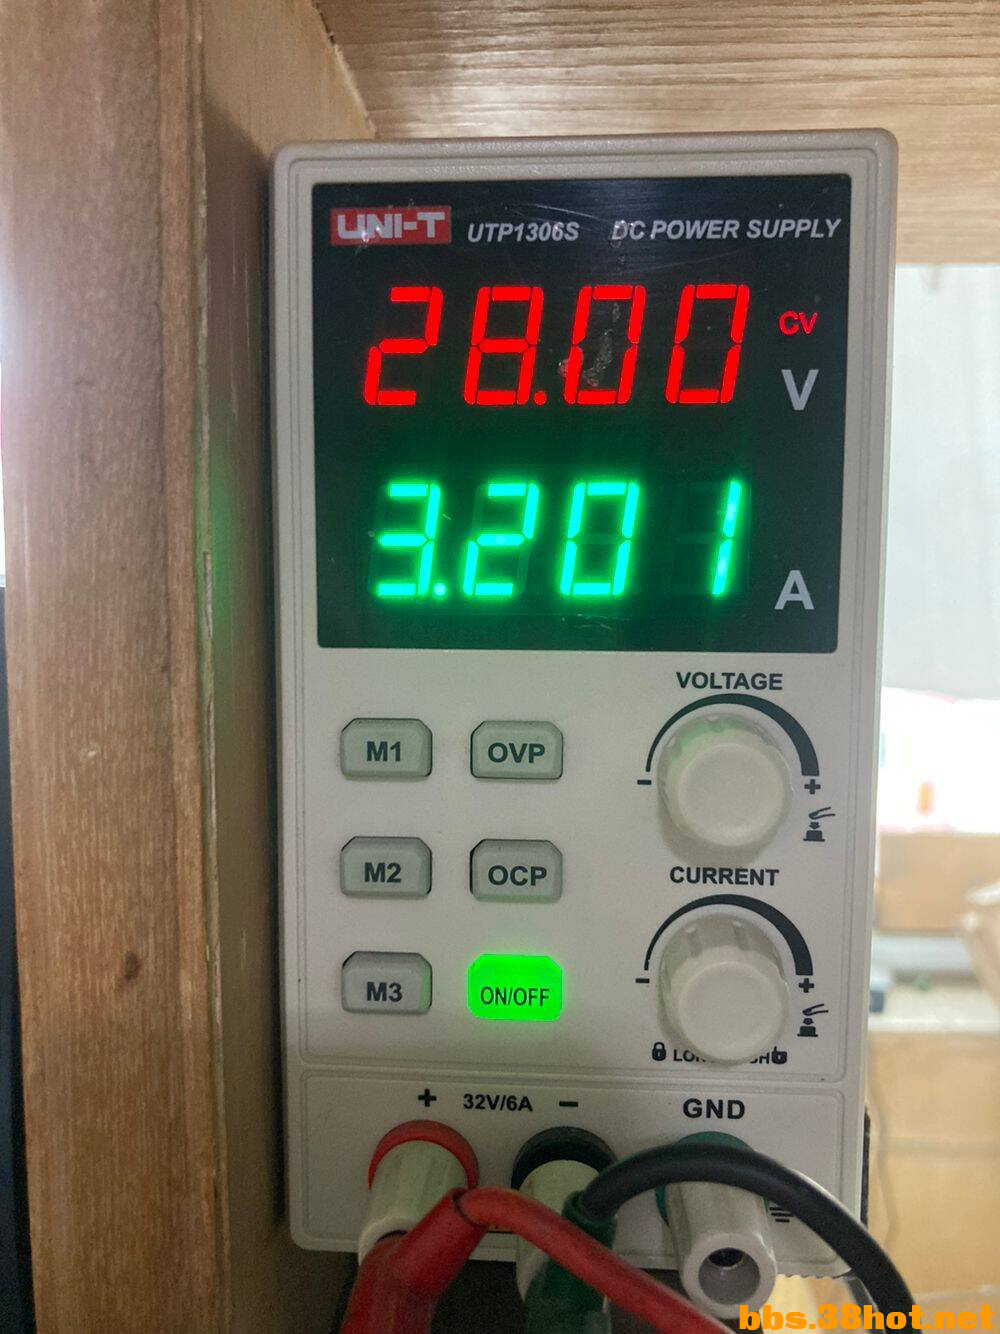 UNI-T UTP1306S DC POWER SUPPLY
28.00 CV V
3.201 A
VOLTAGE
M1 OVP
- +
M2 OCP
CURRENT
M3 ON/OFF
- +
+ 32V/6A - GND
bbs.38hot.net